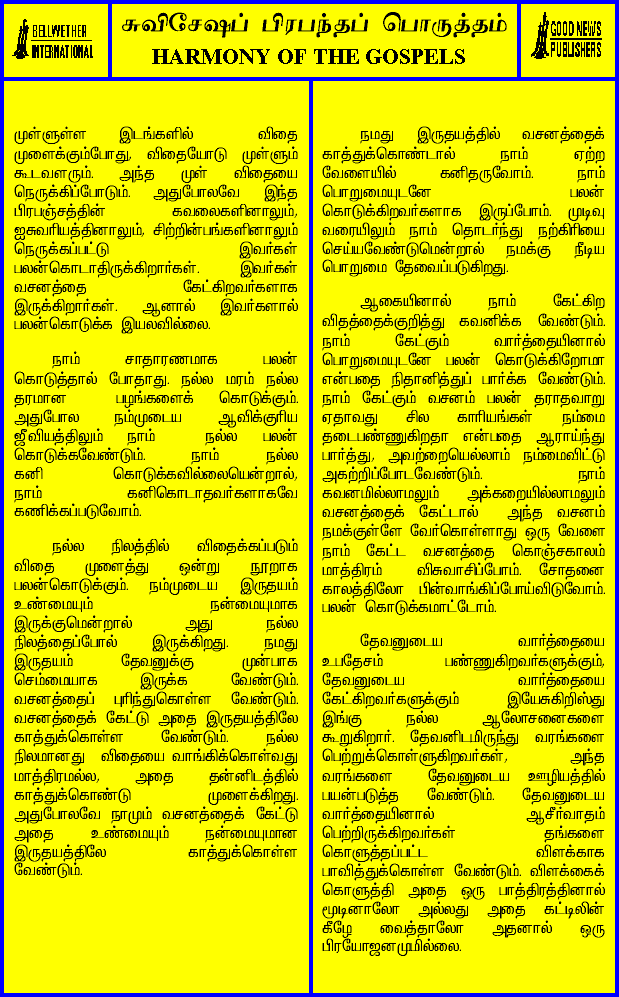 BELLWETHER
INTERNATIONAL
சுவிசேஷப் பிரபந்தப் பொருத்தம்
HARMONY OF THE GOSPELS
GOOD NEWS
PUBLISHERS
முள்ளுள்ள இடங்களில் விதை
முளைக்கும்போது, விதையோடு முள்ளும்
கூடவளரும். அந்த முள் விதையை
நெருக்கிப்போடும். அதுபோலவே இந்த
பிரபஞ்சத்தின் கவலைகளினாலும்,
ஐசுவரியத்தினாலும், சிற்றின்பங்களினாலும்
நெருக்கப்பட்டு இவர்கள்
பலன்கொடாதிருக்கிறார்கள். இவர்கள்
வசனத்தை கேட்கிறவர்களாக
இருக்கிறார்கள். ஆனால் இவர்களால்
பலன்கொடுக்க இயலவில்லை.
நாம் சாதாரணமாக பலன்
கொடுத்தால் போதாது. நல்ல மரம் நல்ல
தரமான பழங்களைக் கொடுக்கும்.
அதுபோல நம்முடைய ஆவிக்குரிய
ஜீவியத்திலும் நாம் நல்ல பலன்
கொடுக்கவேண்டும். நாம் நல்ல
கனி கொடுக்கவில்லையென்றால்,
நாம் கனிகொடாதவர்களாகவே
கணிக்கப்படுவோம்.
நல்ல நிலத்தில் விதைக்கப்படும்
விதை முளைத்து ஒன்று நூறாக
பலன்கொடுக்கும். நம்முடைய இருதயம்
உண்மையும் நன்மையுமாக
இருக்குமென்றால் அது நல்ல
நிலத்தைப்போல் இருக்கிறது. நமது
இருதயம் தேவனுக்கு முன்பாக
செம்மையாக இருக்க வேண்டும்.
வசனத்தைப் புரிந்துகொள்ள வேண்டும்.
வசனத்தைக் கேட்டு அதை இருதயத்திலே
காத்துக்கொள்ள வேண்டும். நல்ல
நிலமானது விதையை வாங்கிக்கொள்வது
மாத்திரமல்ல, அதை தன்னிடத்தில்
காத்துக்கொண்டு முளைக்கிறது.
அதுபோலவே நாமும் வசனத்தைக் கேட்டு
அதை உண்மையும் நன்மையுமான
இருதயத்திலே காத்துக்கொள்ள
வேண்டும்.
நமது இருதயத்தில் வசனத்தைக்
காத்துக்கொண்டால் நாம் ஏற்ற
வேளையில் கனிதருவோம். நாம்
பொறுமையுடனே பலன்
கொடுக்கிறவர்களாக இருப்போம். முடிவு
வரையிலும் நாம் தொடர்ந்து நற்கிரியை
செய்யவேண்டுமென்றால் நமக்கு நீடிய
பொறுமை தேவைப்படுகிறது.
ஆகையினால் நாம் கேட்கிற
விதத்தைக்குறித்து கவனிக்க வேண்டும்.
நாம் கேட்கும் வார்த்தையினால்
பொறுமையுடனே பலன் கொடுக்கிறோமா
என்பதை நிதானித்துப் பார்க்க வேண்டும்.
நாம் கேட்கும் வசனம் பலன் தராதவாறு
ஏதாவது சில காரியங்கள் நம்மை
தடைபண்ணுகிறதா என்பதை ஆராய்ந்து
பார்த்து, அவற்றையெல்லாம் நம்மைவிட்டு
அகற்றிப்போடவேண்டும். நாம்
கவனமில்லாமலும் அக்கறையில்லாமலும்
வசனத்தைக் கேட்டால் அந்த வசனம்
நமக்குள்ளே வேர்கொள்ளாது ஒரு வேளை
நாம் கேட்ட வசனத்தை கொஞ்சகாலம்
மாத்திரம் விசுவாசிப்போம். சோதனை
காலத்திலோ பின்வாங்கிப்போய்விடுவோம்.
பலன் கொடுக்கமாட்டோம்.
தேவனுடைய வார்த்தையை
உபதேசம் பண்ணுகிறவர்களுக்கும்,
தேவனுடைய வார்த்தையை
கேட்கிறவர்களுக்கும் இயேசுகிறிஸ்து
இங்கு நல்ல ஆலோசனைகளை
கூறுகிறார். தேவனிடமிருந்து வரங்களை
பெற்றுக்கொள்ளுகிறவர்கள், அந்த
வரங்களை தேவனுடைய ஊழியத்தில்
பயன்படுத்த வேண்டும். தேவனுடைய
வார்த்தையினால் ஆசீர்வாதம்
பெற்றிருக்கிறவர்கள் தங்களை
கொளுத்தப்பட்ட விளக்காக
பாவித்துக்கொள்ள வேண்டும். விளக்கைக்
கொளுத்தி அதை ஒரு பாத்திரத்தினால்
மூடினாலோ அல்லது அதை கட்டிலின்
கீழே வைத்தாலோ அதனால் ஒரு
பிரயோஜனமுமில்லை.